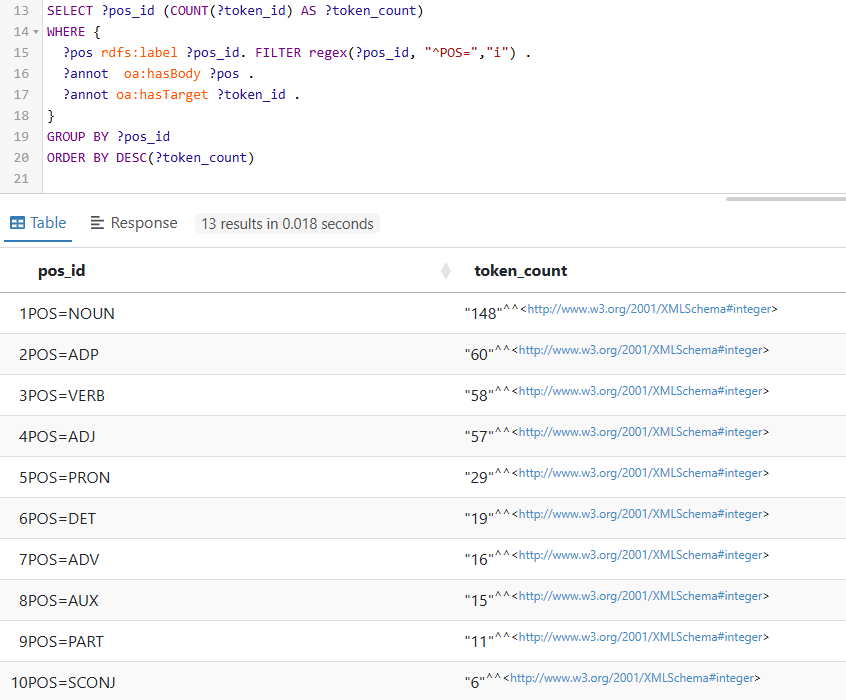 13 SELECT ?pos_id (COUNT(?token_id) AS ?token_count)
14 WHERE {
15 ?pos rdfs:label ?pos_id. FILTER regex(?pos_id, "^POS=","i") .
16 ?annot  oa:hasBody ?pos .
17 ?annot oa:hasTarget ?token_id .
18 }
19 GROUP BY ?pos_id
20 ORDER BY DESC(?token_count)
21
Table Response 13 results in 0.018 seconds
pos_id token_count
1POS=NOUN "148"^^<http://www.w3.org/2001/XMLSchema#integer>
2POS=ADP "60"^^<http://www.w3.org/2001/XMLSchema#integer>
3POS=VERB "58"^^<http://www.w3.org/2001/XMLSchema#integer>
4POS=ADJ "57"^^<http://www.w3.org/2001/XMLSchema#integer>
5POS=PRON "29"^^<http://www.w3.org/2001/XMLSchema#integer>
6POS=DET "19"^^<http://www.w3.org/2001/XMLSchema#integer>
7POS=ADV "16"^^<http://www.w3.org/2001/XMLSchema#integer>
8POS=AUX "15"^^<http://www.w3.org/2001/XMLSchema#integer>
9POS=PART "11"^^<http://www.w3.org/2001/XMLSchema#integer>
10POS=SCONJ "6"^^<http://www.w3.org/2001/XMLSchema#integer>